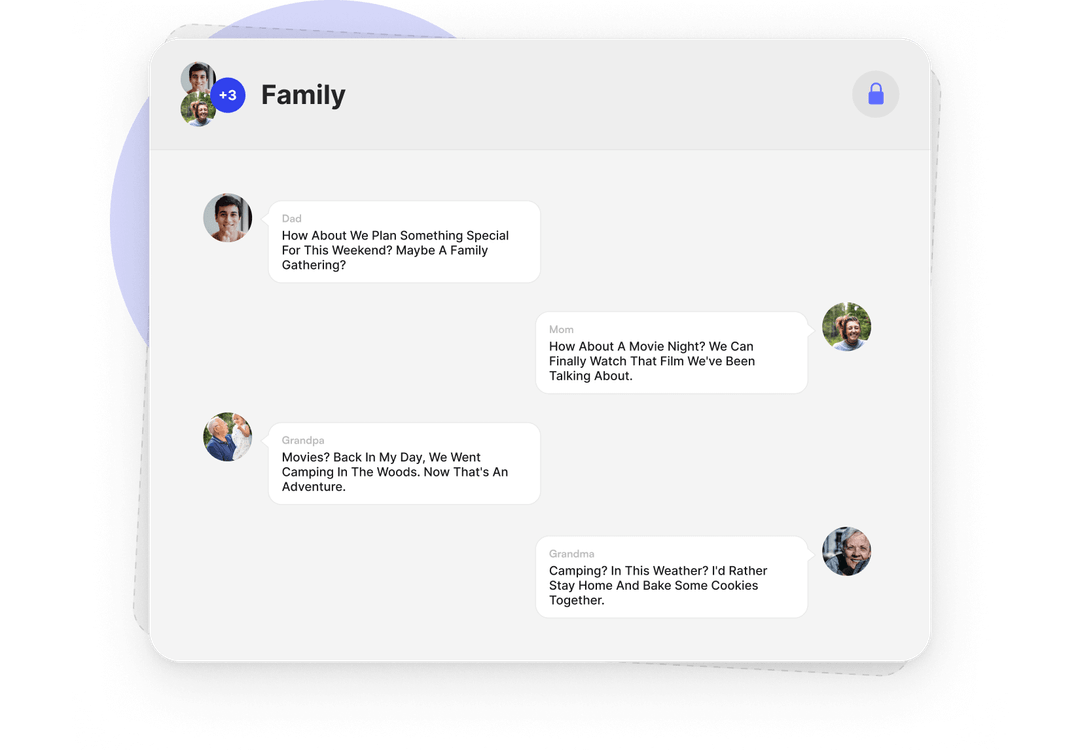 +3 Family
Dad
How About We Plan Something Special
For This Weekend? Maybe A Family
Gathering?
Mom
How About A Movie Night? We Can
Finally Watch That Film We've Been
Talking About.
Grandpa
Movies? Back In My Day, We Went
Camping In The Woods. Now That's An
Adventure.
Grandma
Camping? In This Weather? I'd Rather
Stay Home And Bake Some Cookies
Together.